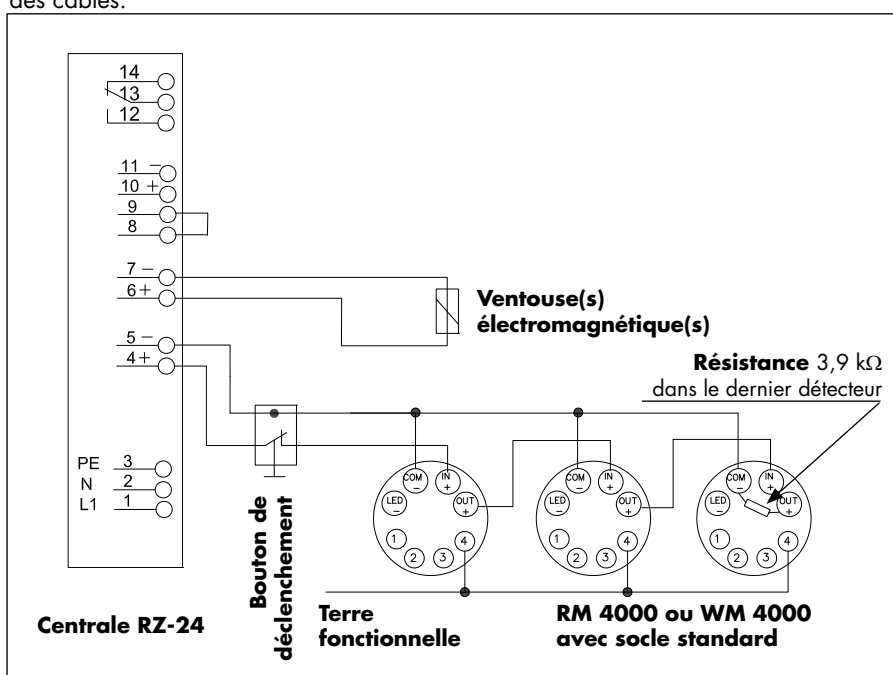 des câbles.
14
13
12
11 -
10 +
9
8
7 -
6 +
5 -
4 +
PE 3
N 2
L1 1
Centrale RZ-24
Ventouse(s)
électromagnétique(s)
Résistance 3,9 kΩ
dans le dernier détecteur
Bouton de
déclenchement
COM
-
IN
+
LED
-
OUT
+
1
2
3
4
COM
-
IN
+
LED
-
OUT
+
1
2
3
4
COM
-
IN
+
LED
-
OUT
+
1
2
3
4
Terre
fonctionnelle
RM 4000 ou WM 4000
avec socle standard